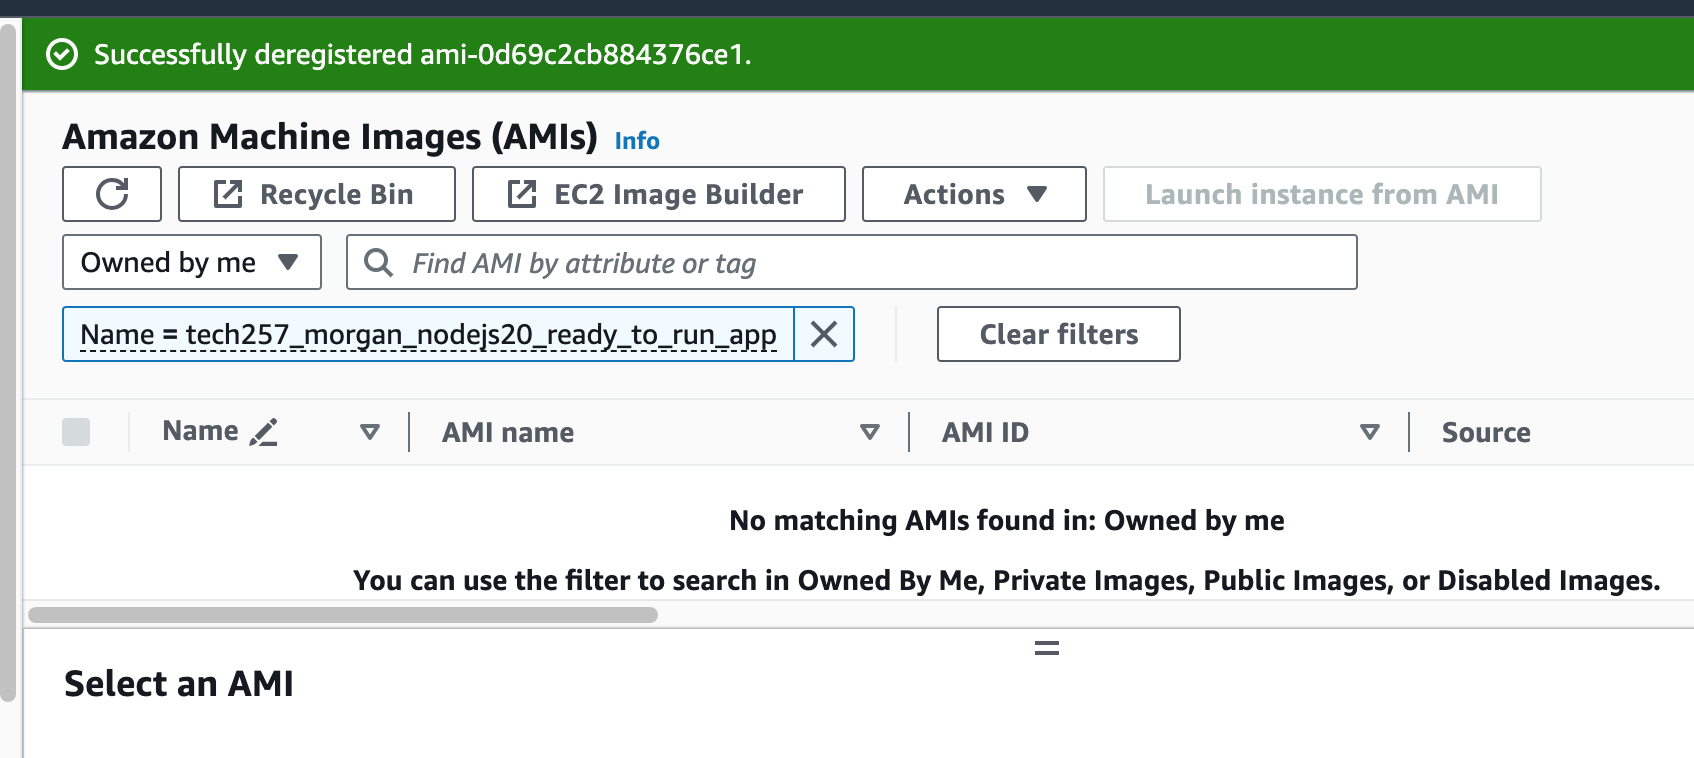 Successfully deregistered ami-0d69c2cb884376ce1.
Amazon Machine Images (AMIs) Info
Recycle Bin EC2 Image Builder Actions Launch instance from AMI
Owned by me Find AMI by attribute or tag
Name = tech257_morgan_nodejs20_ready_to_run_app Clear filters
Name AMI name AMI ID Source
No matching AMIs found in: Owned by me
You can use the filter to search in Owned By Me, Private Images, Public Images, or Disabled Images.
Select an AMI